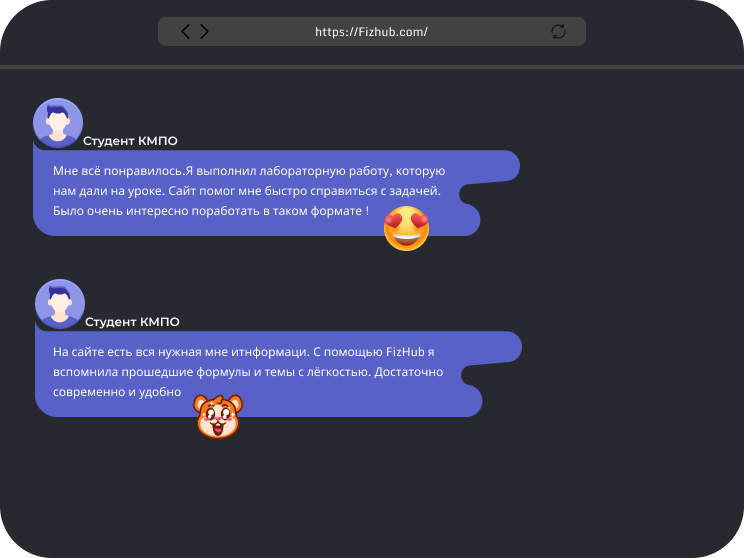 https://Fizhub.com/
Студент КМПО
Мне всё понравилось.Я выполнил лабораторную работу, которую
нам дали на уроке. Сайт помог мне быстро справиться с задачей.
Было очень интересно поработать в таком формате !
Студент КМПО
На сайте есть вся нужная мне итнформаци. С помощью FizHub я
вспомнила прошедшие формулы и темы с лёгкостью. Достаточно
современно и удобно